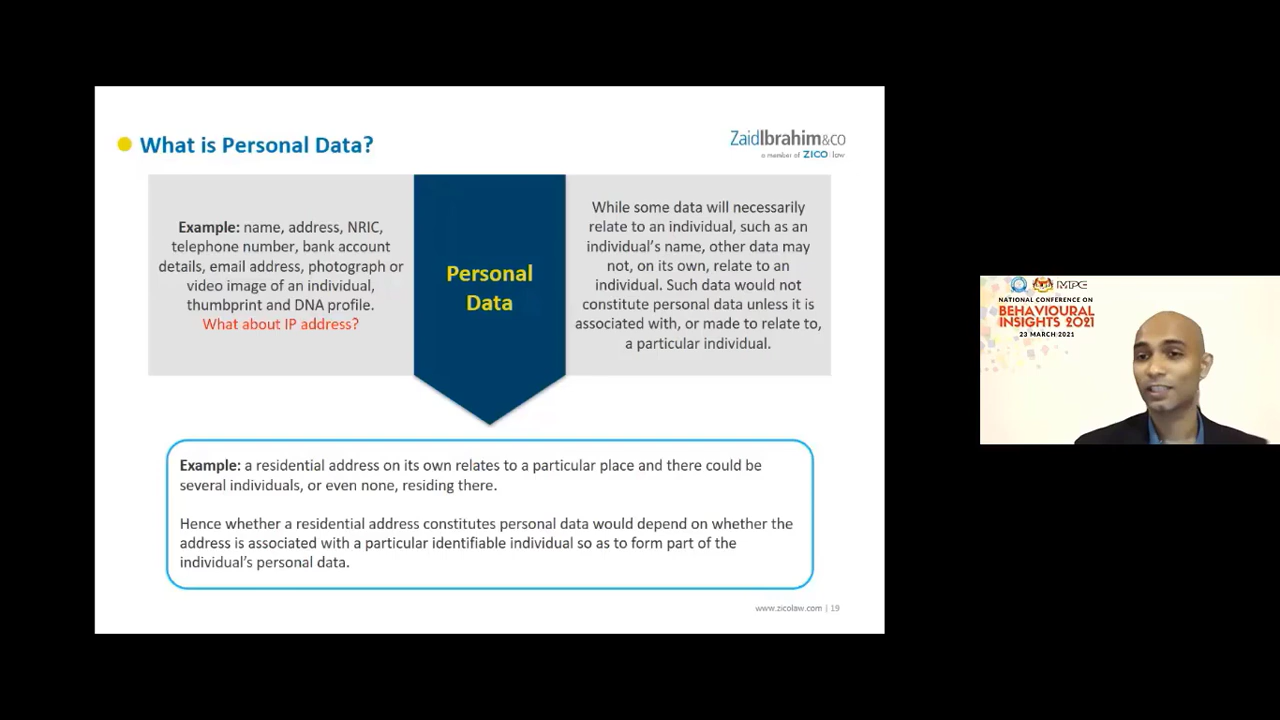 What is Personal Data?
ZaidIbrahim&co
a member of ZICO law
Example: name, address, NRIC,
telephone number, bank account
details, email address, photograph or
video image of an individual,
thumbprint and DNA profile.
What about IP address?
Personal
Data
While some data will necessarily
relate to an individual, such as an
individual's name, other data may
not, on its own, relate to an
individual. Such data would not
constitute personal data unless it is
associated with, or made to relate to,
a particular individual.
Example: a residential address on its own relates to a particular place and there could be
several individuals, or even none, residing there.
Hence whether a residential address constitutes personal data would depend on whether the
address is associated with a particular identifiable individual so as to form part of the
individual's personal data.
www.zicolaw.com | 19
MPC
NATIONAL CONFERENCE ON
BEHAVIOURAL
INSIGHTS 2021
23 MARCH 2021